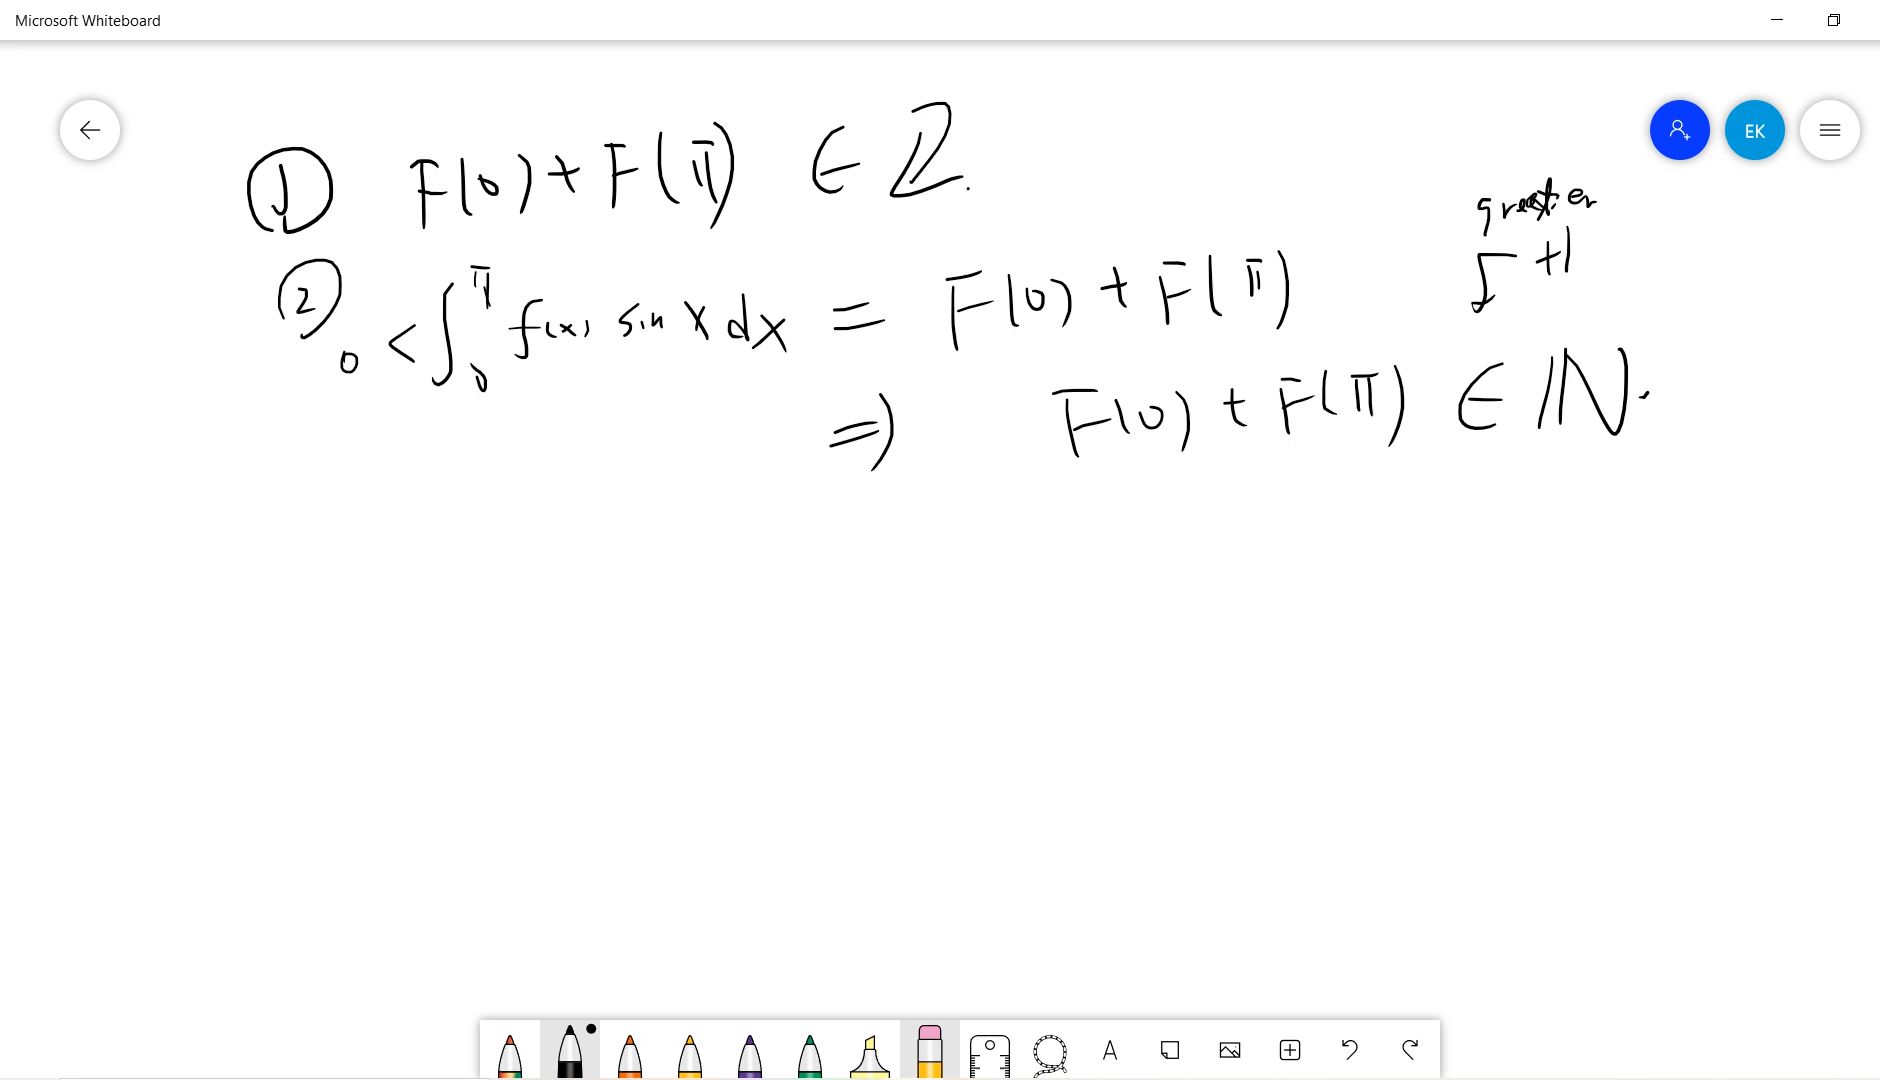 Microsoft Whiteboard
EK
① F(0) + F(π) ∈ ℤ.
greater
+1
② 0 < ∫₀^π f(x) sin x dx = F(0) + F(π)
⇒ F(0) + F(π) ∈ ℕ.
A